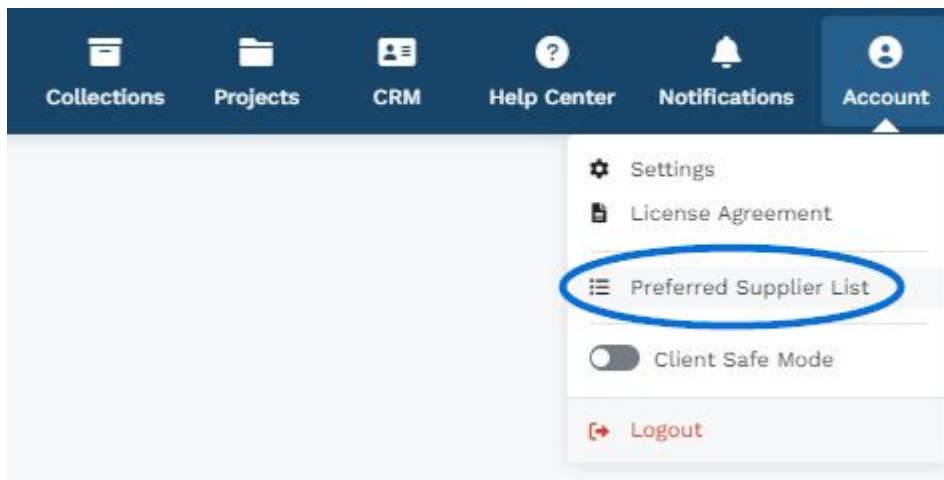 Collections Projects CRM Help Center Notifications Account
Settings
License Agreement
Preferred Supplier List
Client Safe Mode
Logout